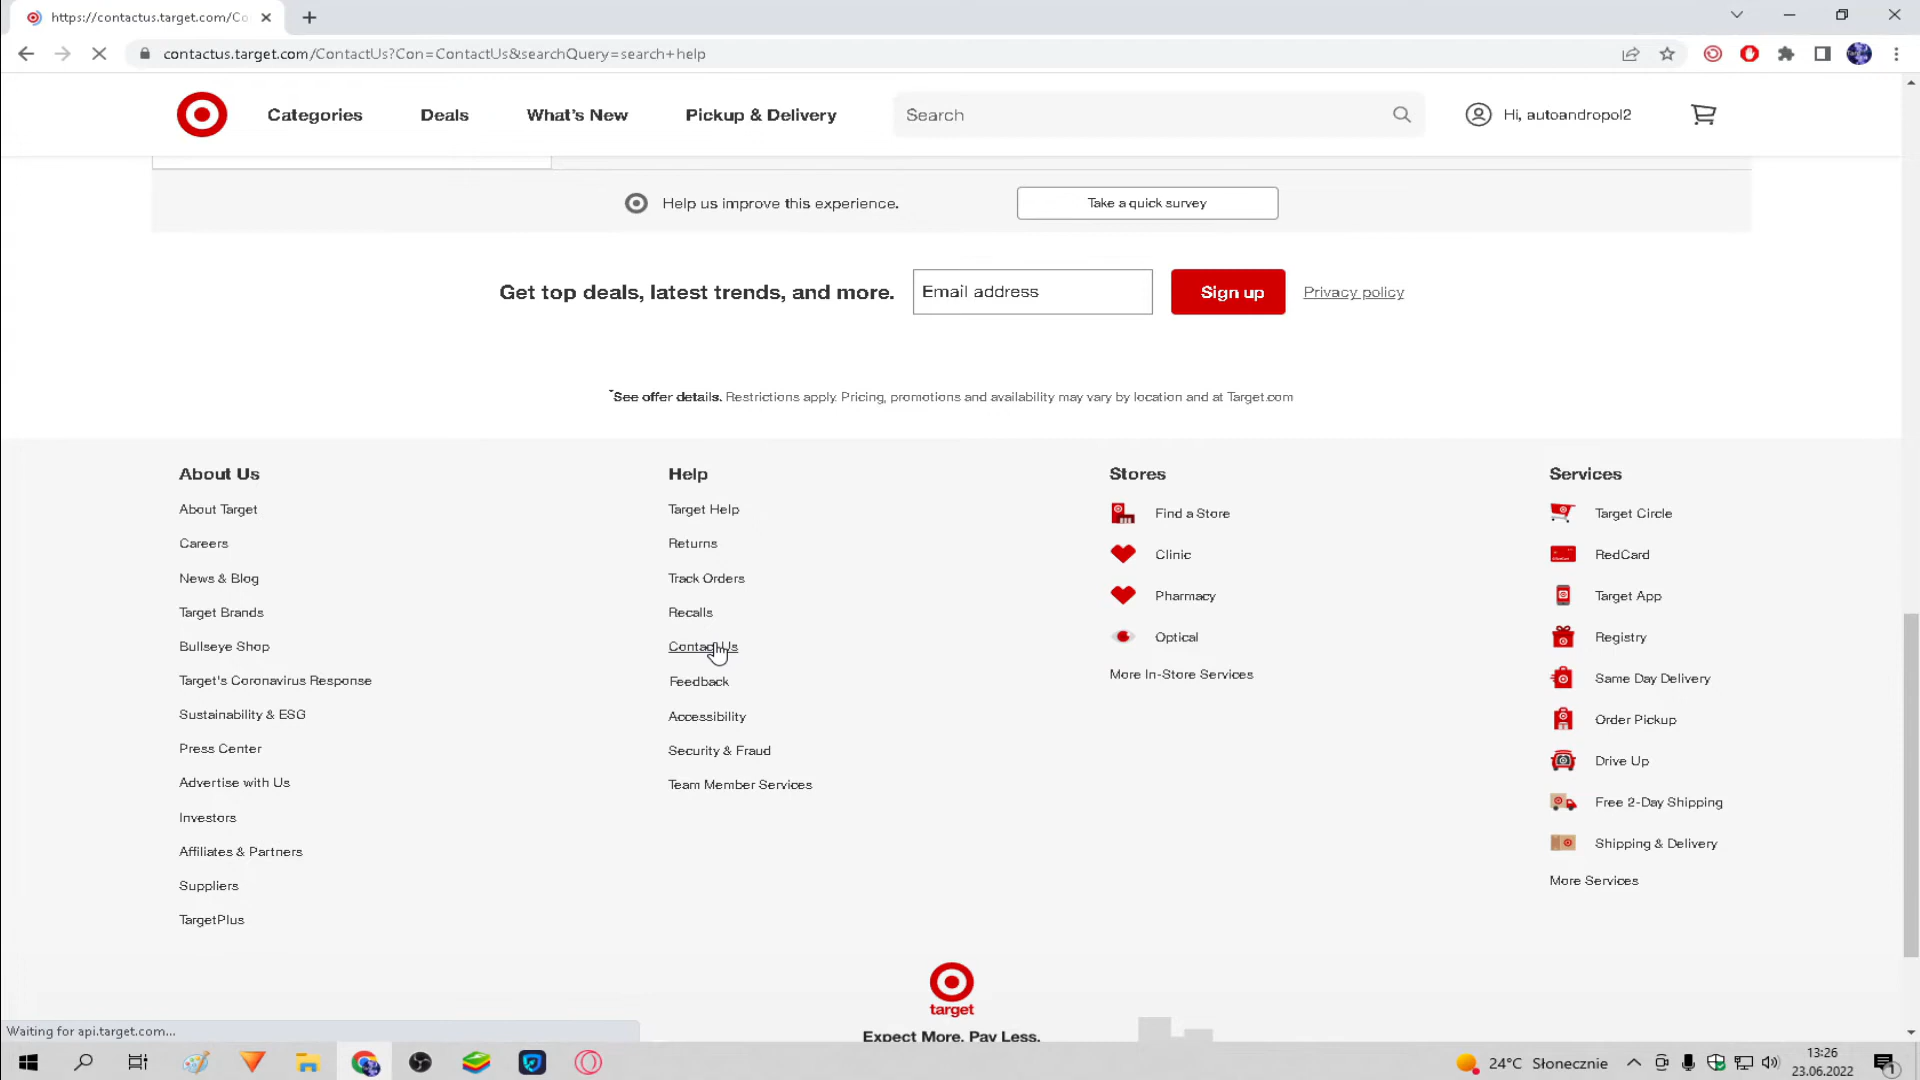 https://contactus.target.com/Co
contactus.target.com/ContactUs?Con=ContactUs&searchQuery=search+help
Categories
Deals
What's New
Pickup & Delivery
Search
Hi, autoandropol2
Help us improve this experience.
Take a quick survey
Get top deals, latest trends, and more.
Email address
Sign up
Privacy policy
*See offer details. Restrictions apply. Pricing, promotions and availability may vary by location and at Target.com
About Us
About Target
Careers
News & Blog
Target Brands
Bullseye Shop
Target's Coronavirus Response
Sustainability & ESG
Press Center
Advertise with Us
Investors
Affiliates & Partners
Suppliers
TargetPlus
Help
Target Help
Returns
Track Orders
Recalls
Contact Us
Feedback
Accessibility
Security & Fraud
Team Member Services
Stores
Find a Store
Clinic
Pharmacy
Optical
More In-Store Services
Services
Target Circle
RedCard
Target App
Registry
Same Day Delivery
Order Pickup
Drive Up
Free 2-Day Shipping
Shipping & Delivery
More Services
target
Expect More. Pay Less.
Waiting for api.target.com...
24°C Słonecznie
13:26
23.06.2022
1